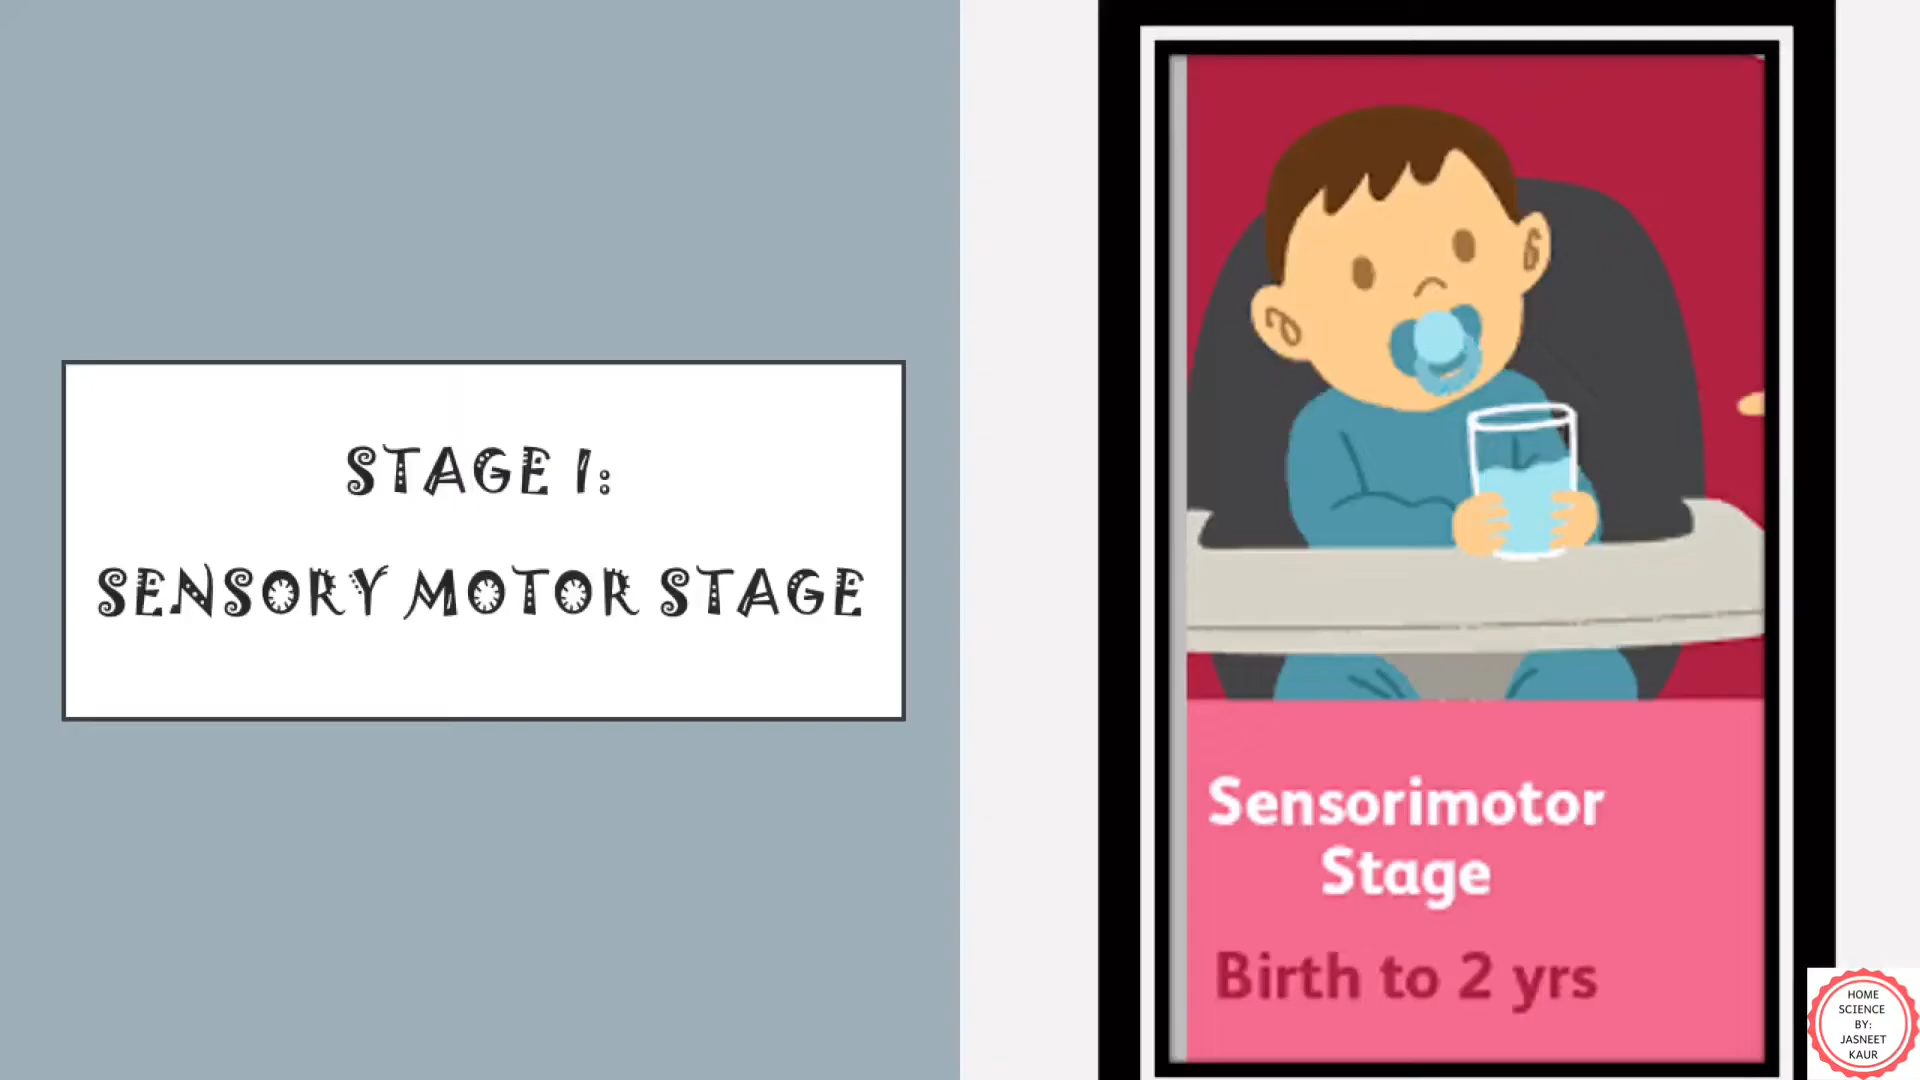 STAGE 1:
SENSORY MOTOR STAGE
Sensorimotor
Stage
Birth to 2 yrs
HOME
SCIENCE
BY:
JASNEET
KAUR